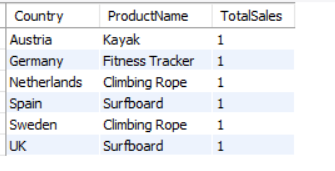 Country ProductName TotalSales
Austria Kayak 1
Germany Fitness Tracker 1
Netherlands Climbing Rope 1
Spain Surfboard 1
Sweden Climbing Rope 1
UK Surfboard 1